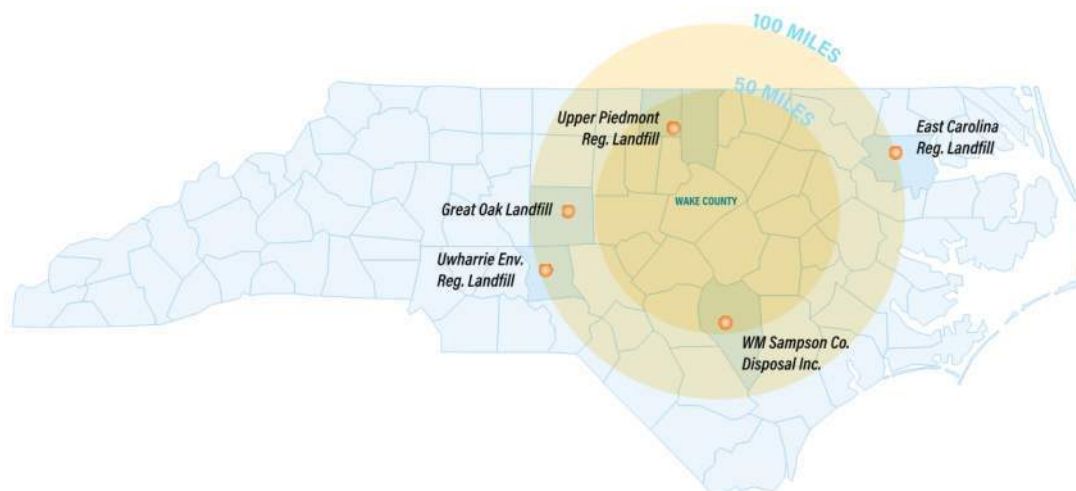 100 MILES
50 MILES
Upper Piedmont
Reg. Landfill
East Carolina
Reg. Landfill
WAKE COUNTY
Great Oak Landfill
Uwharrie Env.
Reg. Landfill
WM Sampson Co.
Disposal Inc.